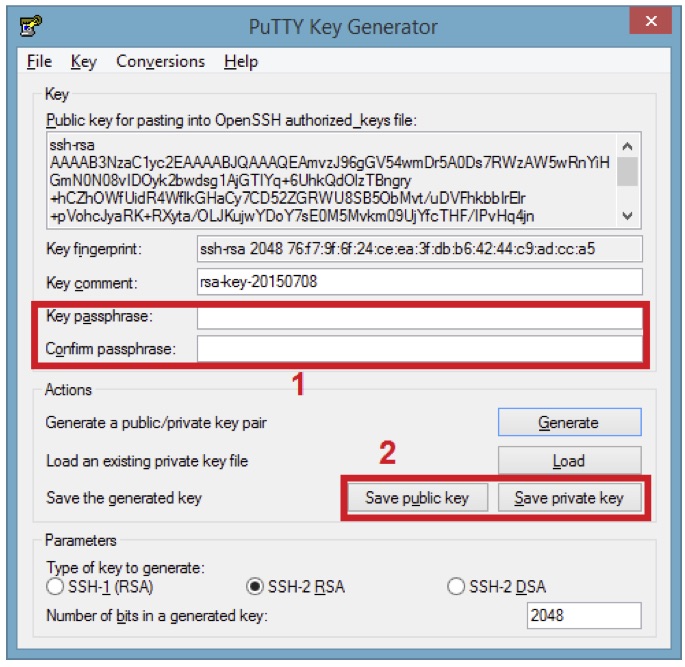 PuTTY Key Generator
File Key Conversions Help
Key
Public key for pasting into OpenSSH authorized_keys file:
ssh-rsa
AAAAB3NzaC1yc2EAAAABJQAAAQEAmvzJ96gGV54wmDr5A0Ds7RWzAW5wRnYiH
GmN0N08vIDOyk2bwdsg1AjGTIYq+6UhkQdOlzTBngry
+hCZhOWfUidR4WflkGHaCy7CD52ZGRWU8SB5ObMvt/uDVFhkbbIrEIr
+pVohcJyaRK+RXyta/OLJKujwYDoY7sE0M5Mvkm09UjYfcTHF/IPvHq4jn
Key fingerprint: ssh-rsa 2048 76:f7:9f:6f:24:ce:ea:3f:db:b6:42:44:c9:ad:cc:a5
Key comment: rsa-key-20150708
Key passphrase:
Confirm passphrase:
1
Actions
Generate a public/private key pair Generate
2
Load an existing private key file Load
Save the generated key Save public key Save private key
Parameters
Type of key to generate:
SSH-1 (RSA) SSH-2 RSA SSH-2 DSA
Number of bits in a generated key: 2048